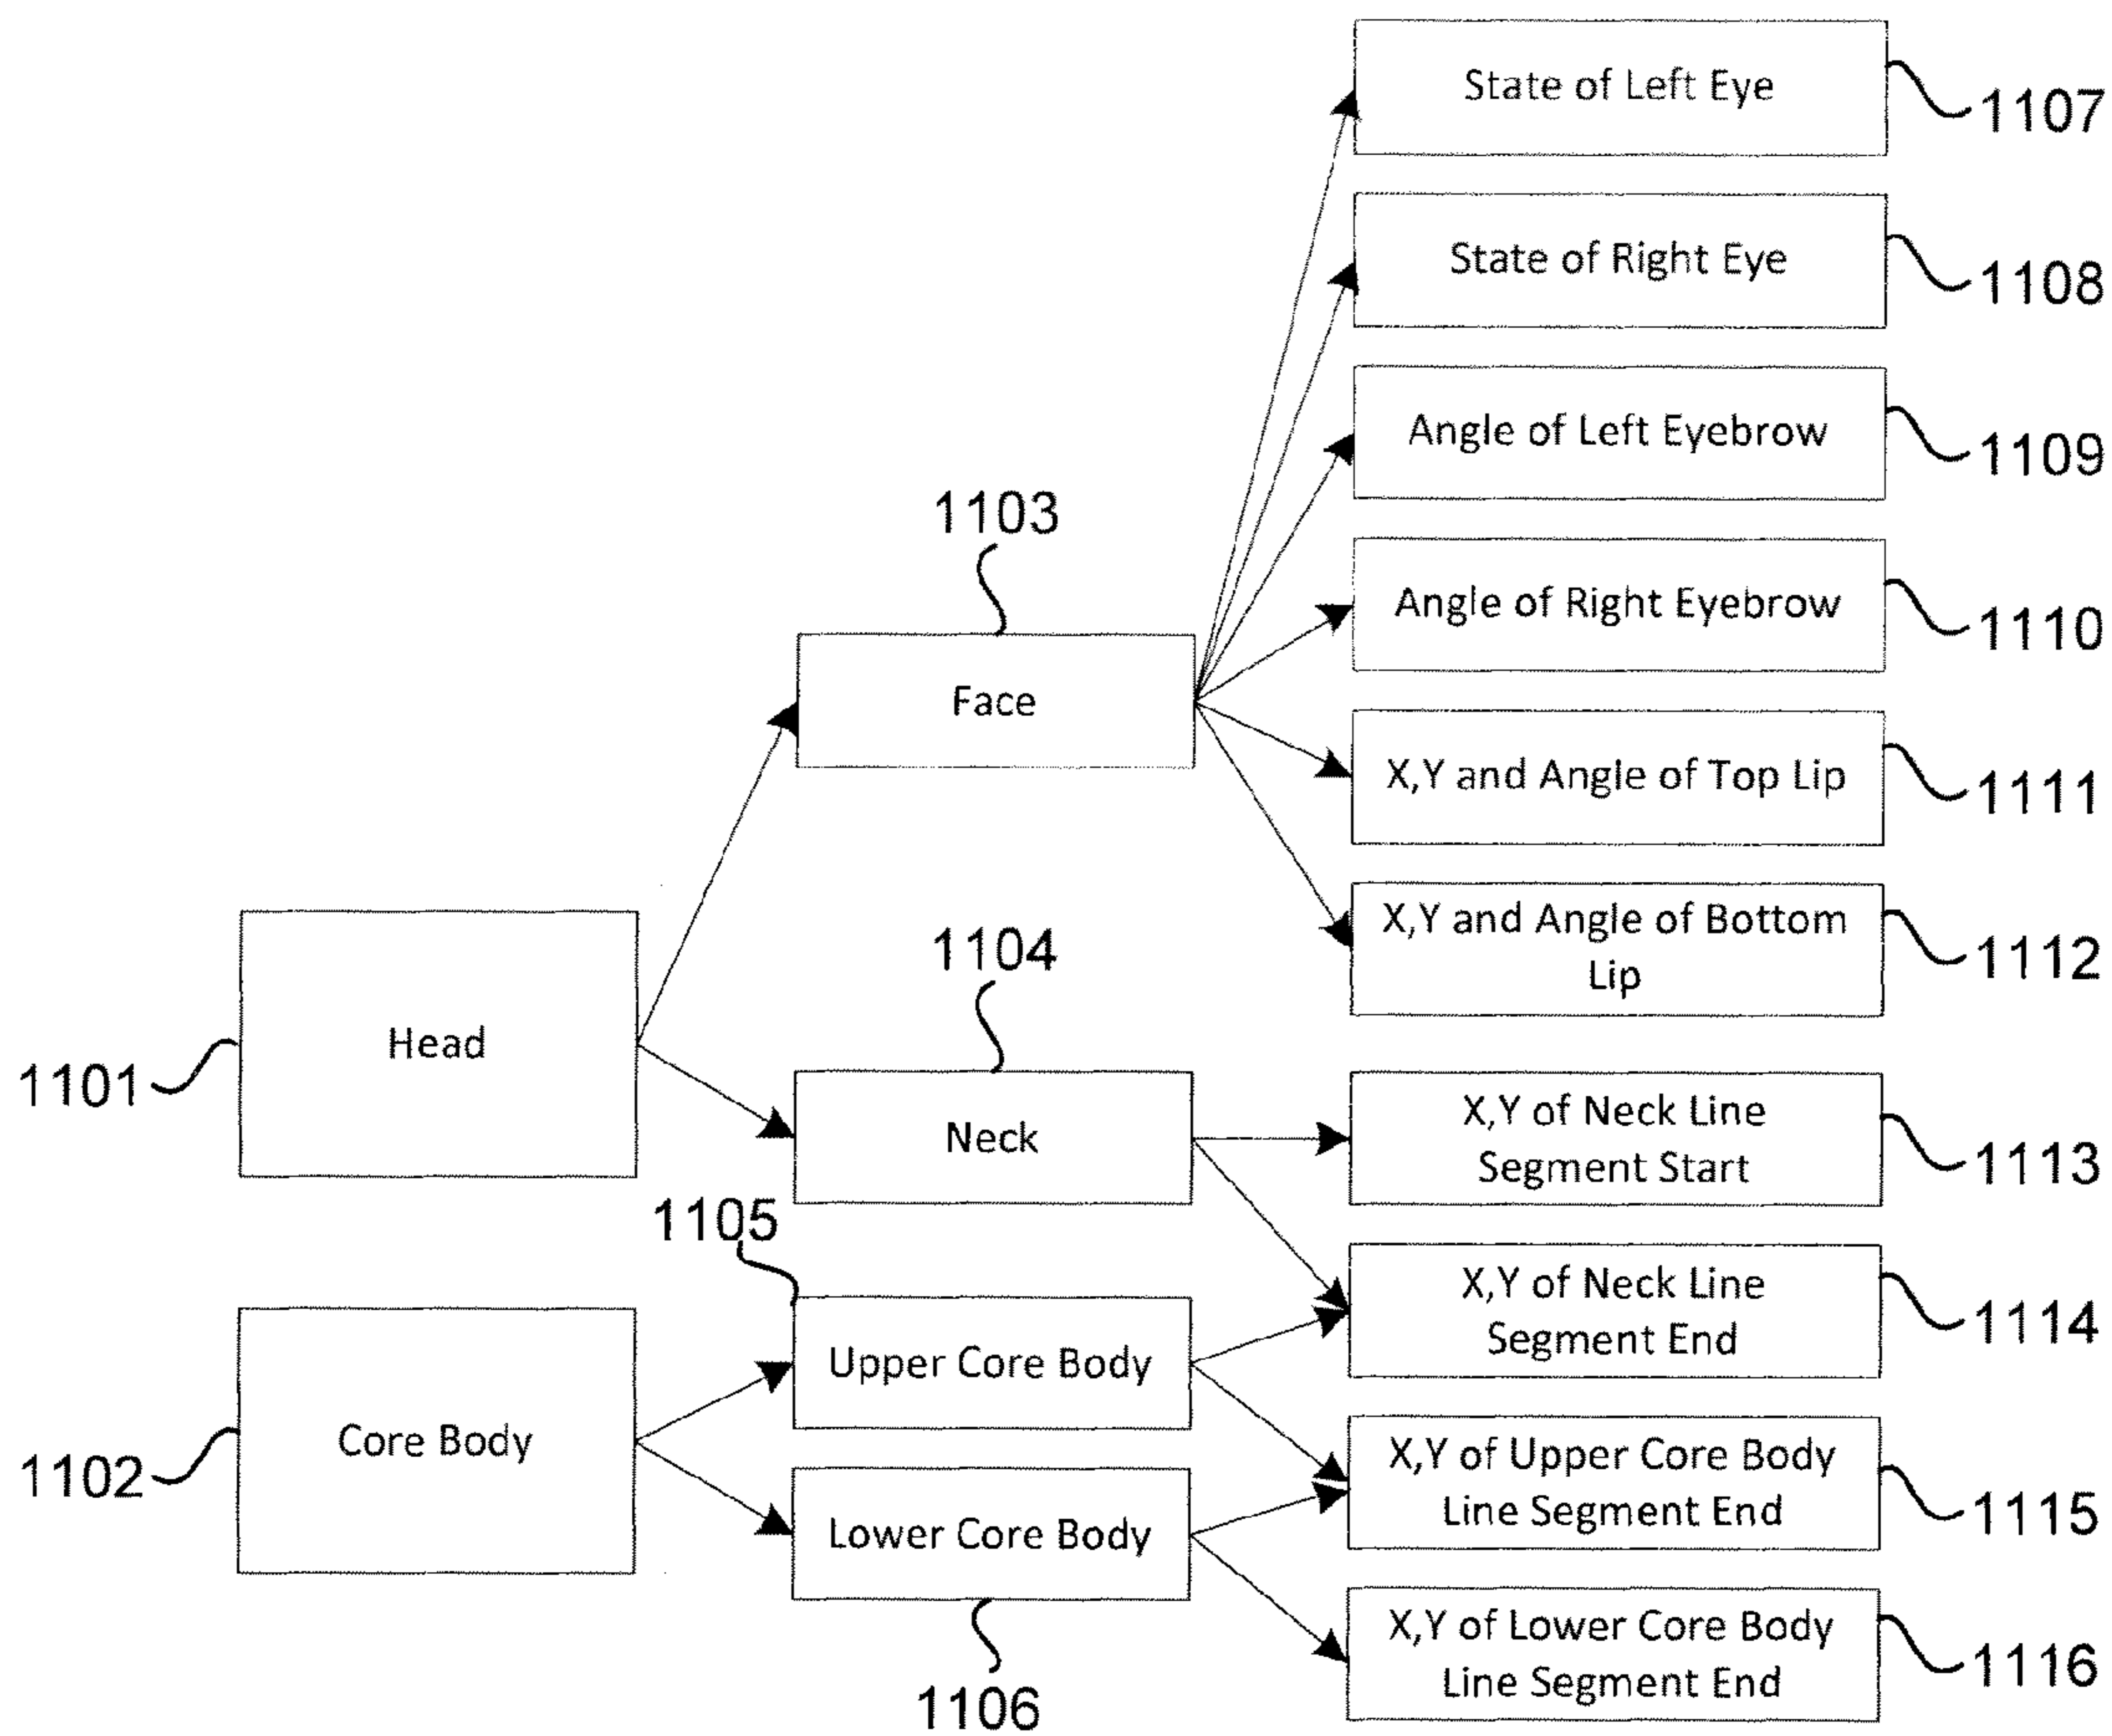 State of Left Eye
1107
State of Right Eye
1108
Angle of Left Eyebrow
1109
1103
Angle of Right Eyebrow
1110
Face
X,Y and Angle of Top Lip
1111
X,Y and Angle of Bottom
Lip
1112
1104
Head
1101
X,Y of Neck Line
Segment Start
1113
Neck
1105
X,Y of Neck Line
Segment End
1114
Upper Core Body
Core Body
1102
X,Y of Upper Core Body
Line Segment End
1115
Lower Core Body
X,Y of Lower Core Body
Line Segment End
1116
1106